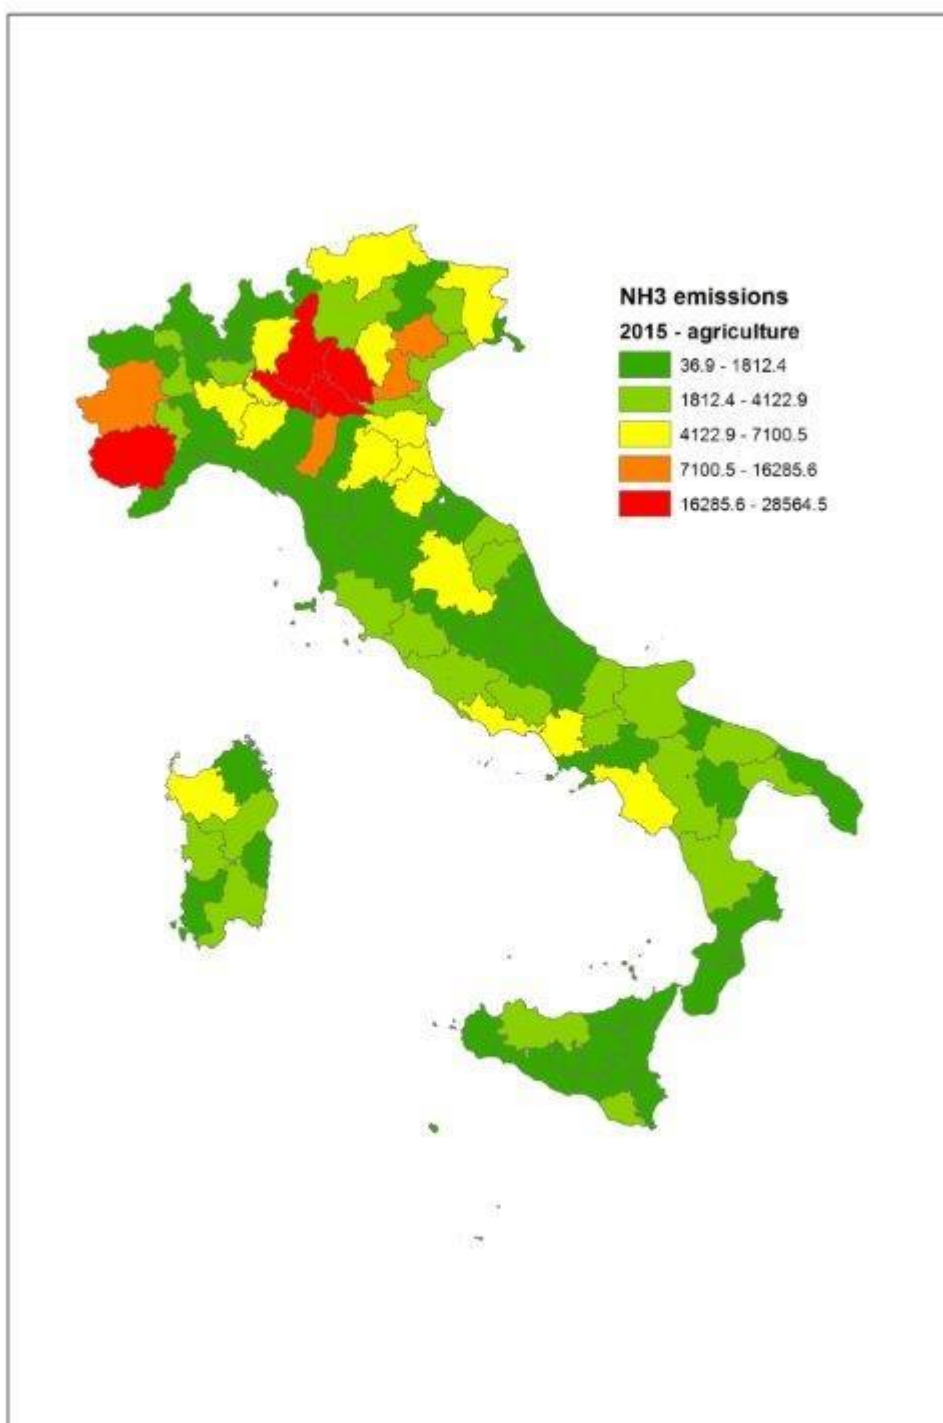 NH3 emissions
2015 - agriculture
36.9 - 1812.4
1812.4 - 4122.9
4122.9 - 7100.5
7100.5 - 16285.6
16285.6 - 28564.5